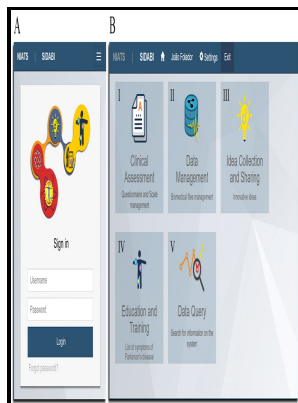 A
B
NIATS | SIDABI
Sign in
Username
Password
Login
Forgot password?
NIATS | SIDABI João Folador Settings Exit
I
Clinical
Assessment
Questionnaire and Scale
management
II
Data
Management
Biomedical files management
III
Idea Collection
and Sharing
Innovative ideas
IV
Education and
Training
List of symptoms of
Parkinson's disease
V
Data Query
Search for information on the
system